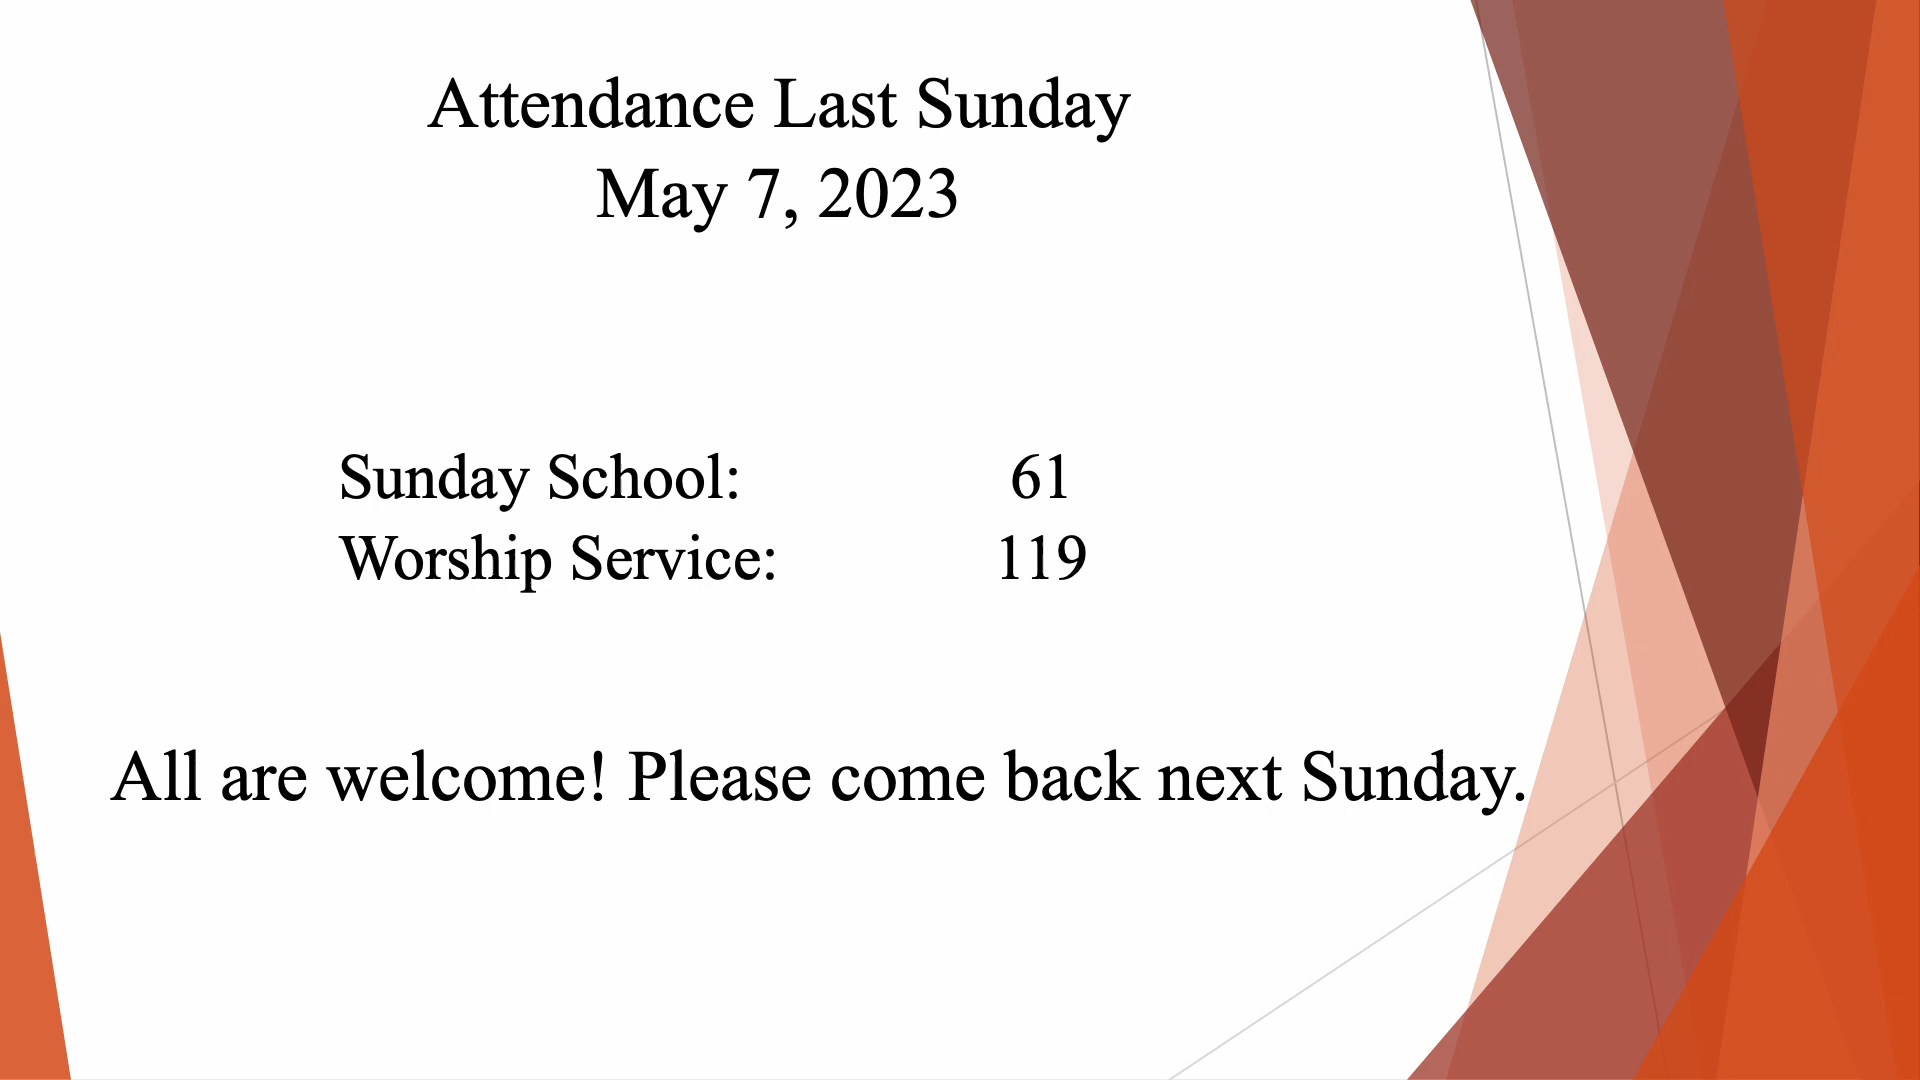 Attendance Last Sunday
May 7, 2023
Sunday School: 61
Worship Service: 119
All are welcome! Please come back next Sunday.